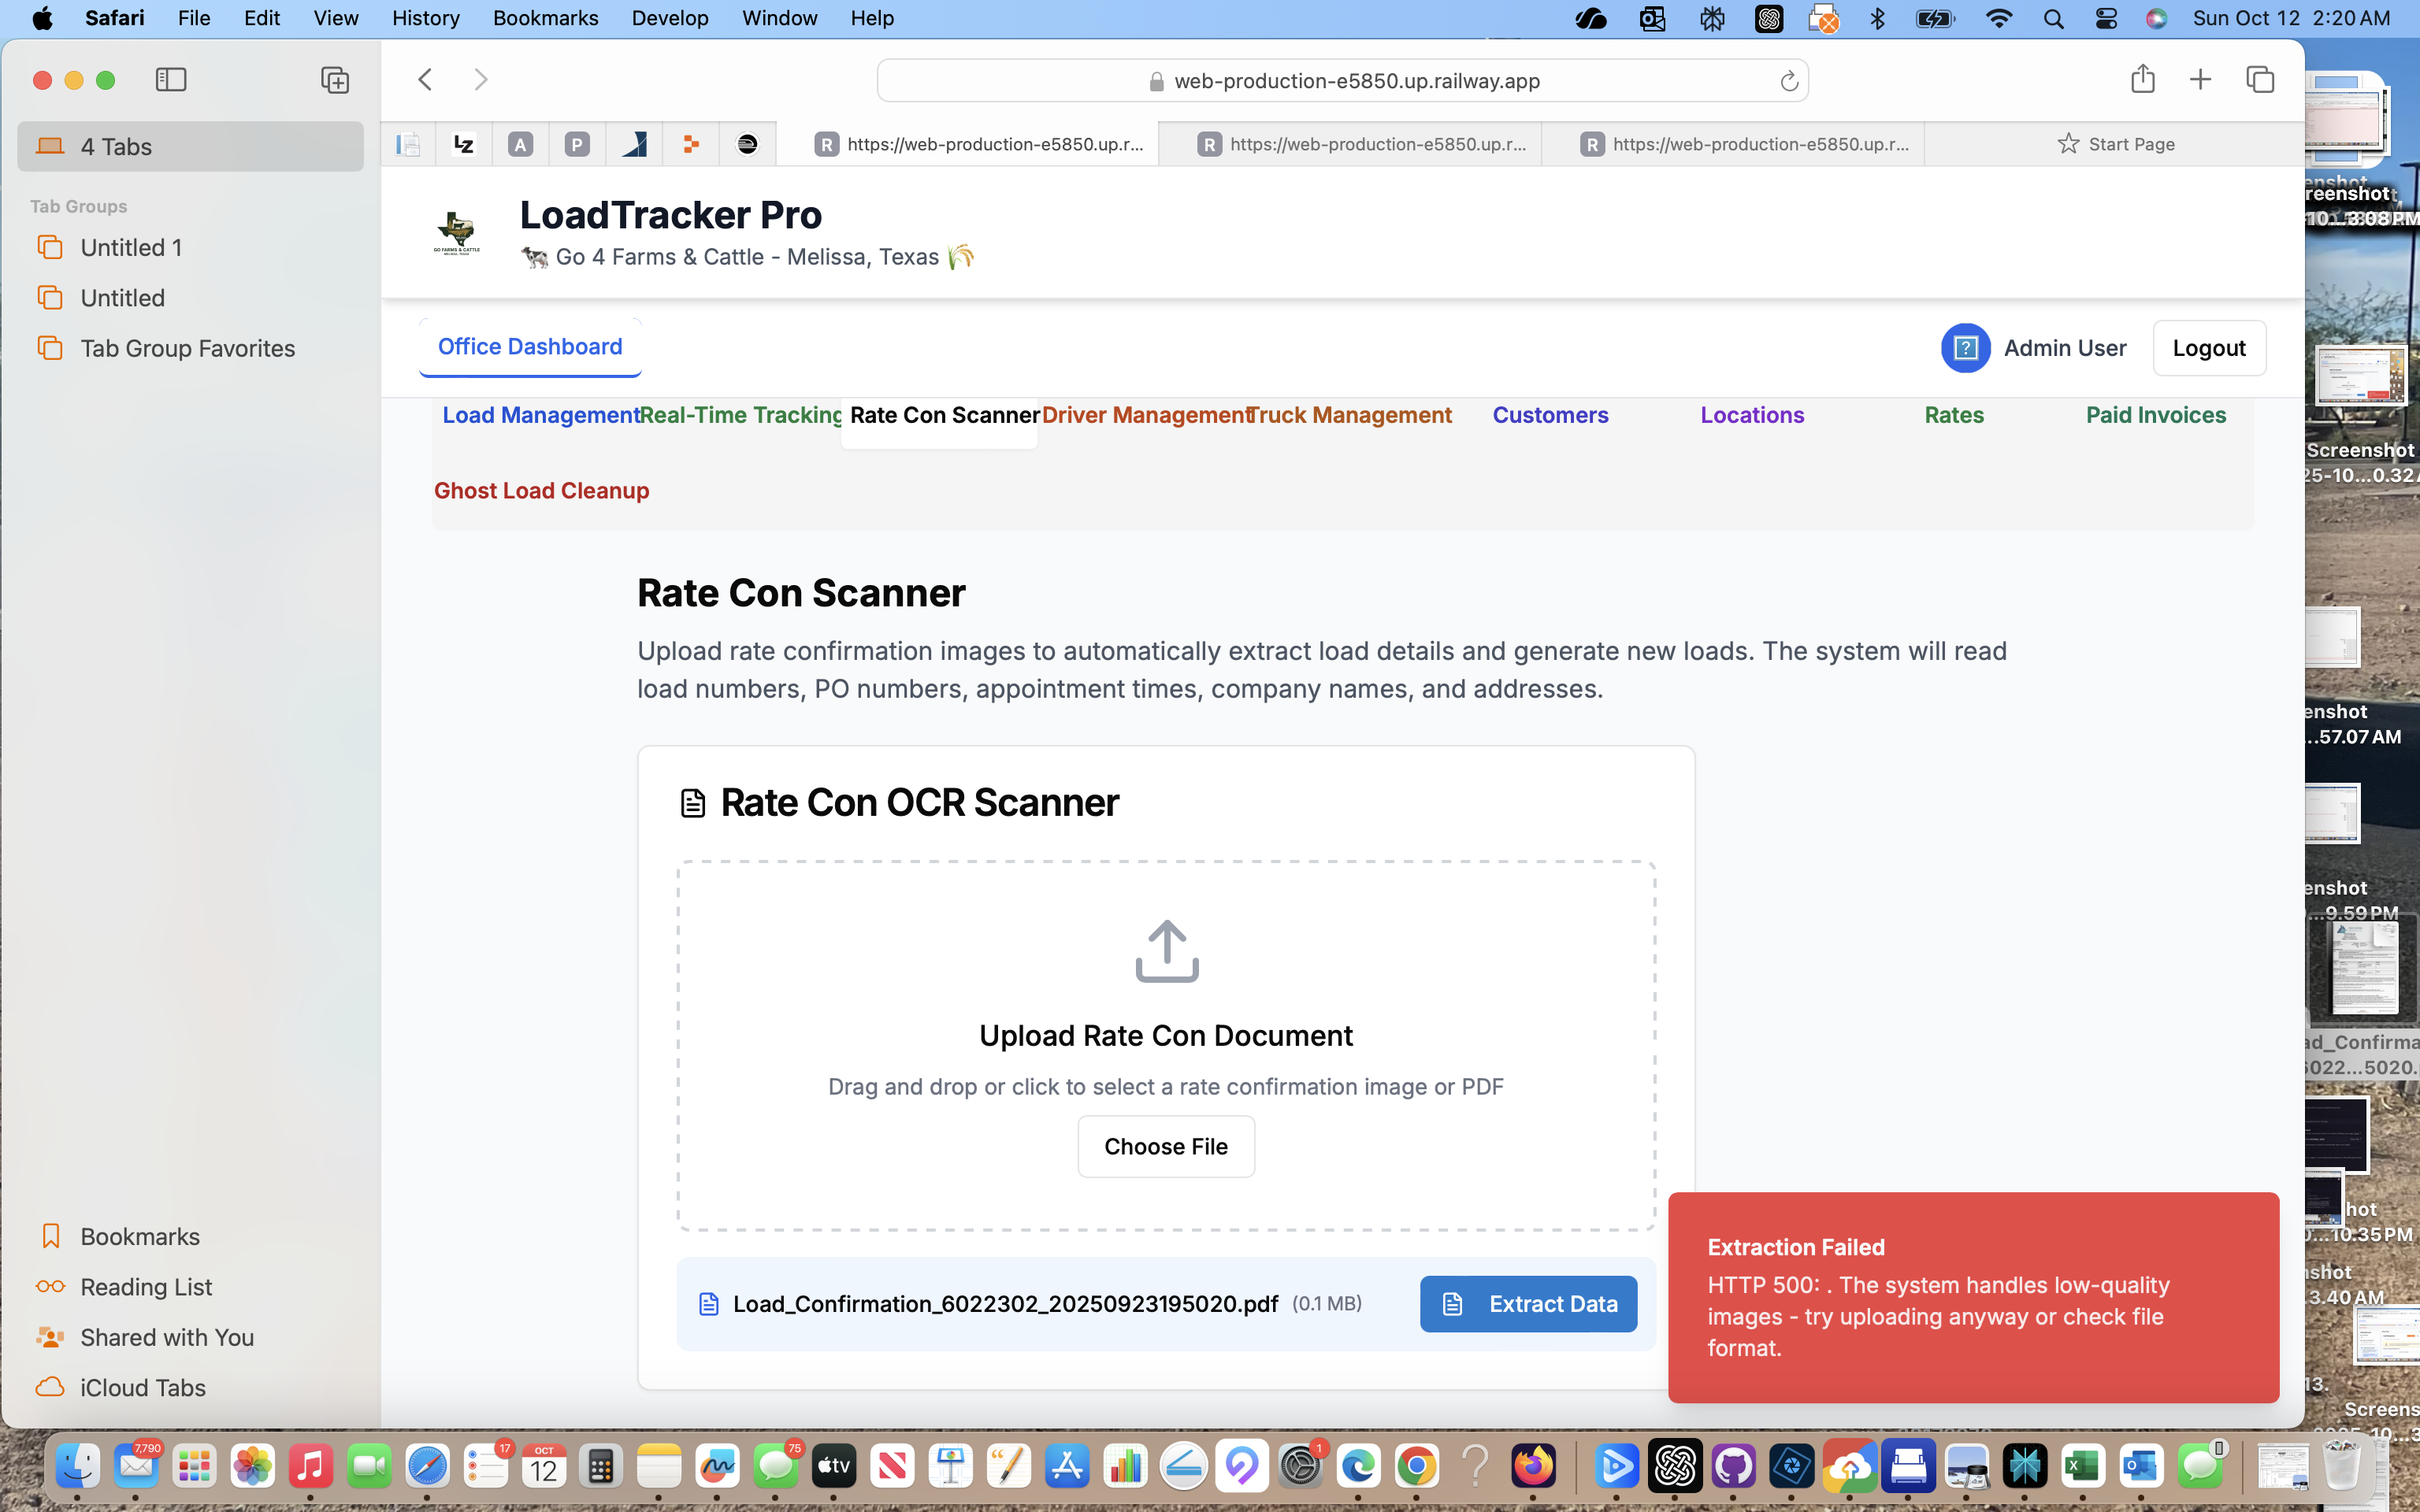 Safari File Edit View History Bookmarks Develop Window Help
Sun Oct 12 2:20 AM
web-production-e5850.up.railway.app
4 Tabs
Tab Groups
Untitled 1
Untitled
Tab Group Favorites
Bookmarks
Reading List
Shared with You
iCloud Tabs
LZ A P
R https://web-production-e5850.up.r...
R https://web-production-e5850.up.r...
R https://web-production-e5850.up.r...
Start Page
LoadTracker Pro
🐄 Go 4 Farms & Cattle - Melissa, Texas 🌾
Office Dashboard
Admin User
Logout
Load Management Real-Time Tracking Rate Con Scanner Driver Management Truck Management Customers Locations Rates Paid Invoices
Ghost Load Cleanup
Rate Con Scanner
Upload rate confirmation images to automatically extract load details and generate new loads. The system will read
load numbers, PO numbers, appointment times, company names, and addresses.
Rate Con OCR Scanner
Upload Rate Con Document
Drag and drop or click to select a rate confirmation image or PDF
Choose File
Load_Confirmation_6022302_20250923195020.pdf (0.1 MB)
Extract Data
Extraction Failed
HTTP 500: . The system handles low-quality
images - try uploading anyway or check file
format.
Screenshot
25-10...0.32
...57.07 AM
...9.59 PM
ad_Confirma
6022...5020.
...10.35 PM
3.40 AM
13.
Screens
7,790
17
OCT
12
75
tv
1